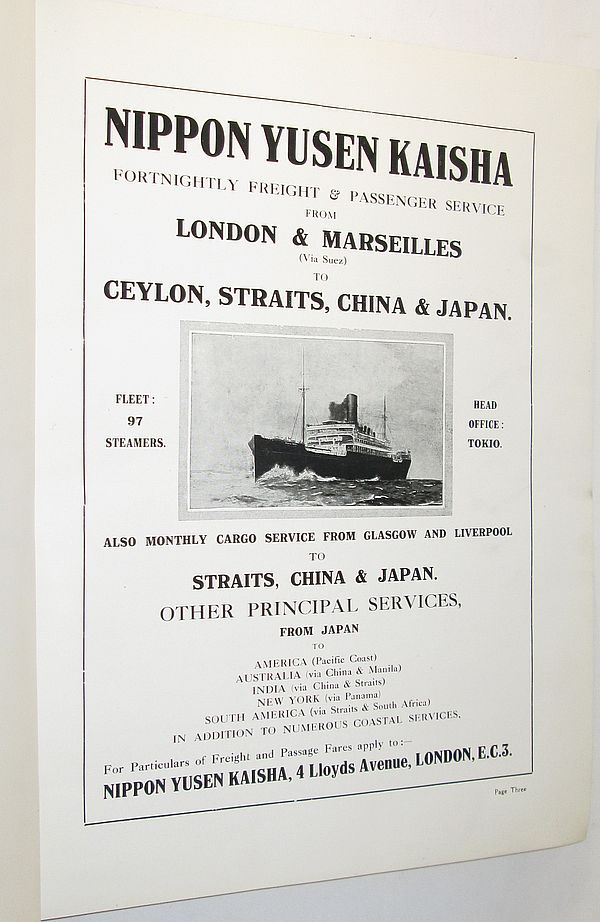 NIPPON YUSEN KAISHA
FORTNIGHTLY FREIGHT & PASSENGER SERVICE
FROM
LONDON & MARSEILLES
(Via Suez)
TO
CEYLON, STRAITS, CHINA & JAPAN.
FLEET:
97
STEAMERS.
HEAD
OFFICE:
TOKIO.
ALSO MONTHLY CARGO SERVICE FROM GLASGOW AND LIVERPOOL
TO
STRAITS, CHINA & JAPAN.
OTHER PRINCIPAL SERVICES,
FROM JAPAN
TO
AMERICA (Pacific Coast)
AUSTRALIA (via China & Manila)
INDIA (via China & Straits)
NEW YORK (via Panama)
SOUTH AMERICA (via Straits & South Africa)
IN ADDITION TO NUMEROUS COASTAL SERVICES.
For Particulars of Freight and Passage Fares apply to:—
NIPPON YUSEN KAISHA, 4 Lloyds Avenue, LONDON, E.C.3.
Page Three